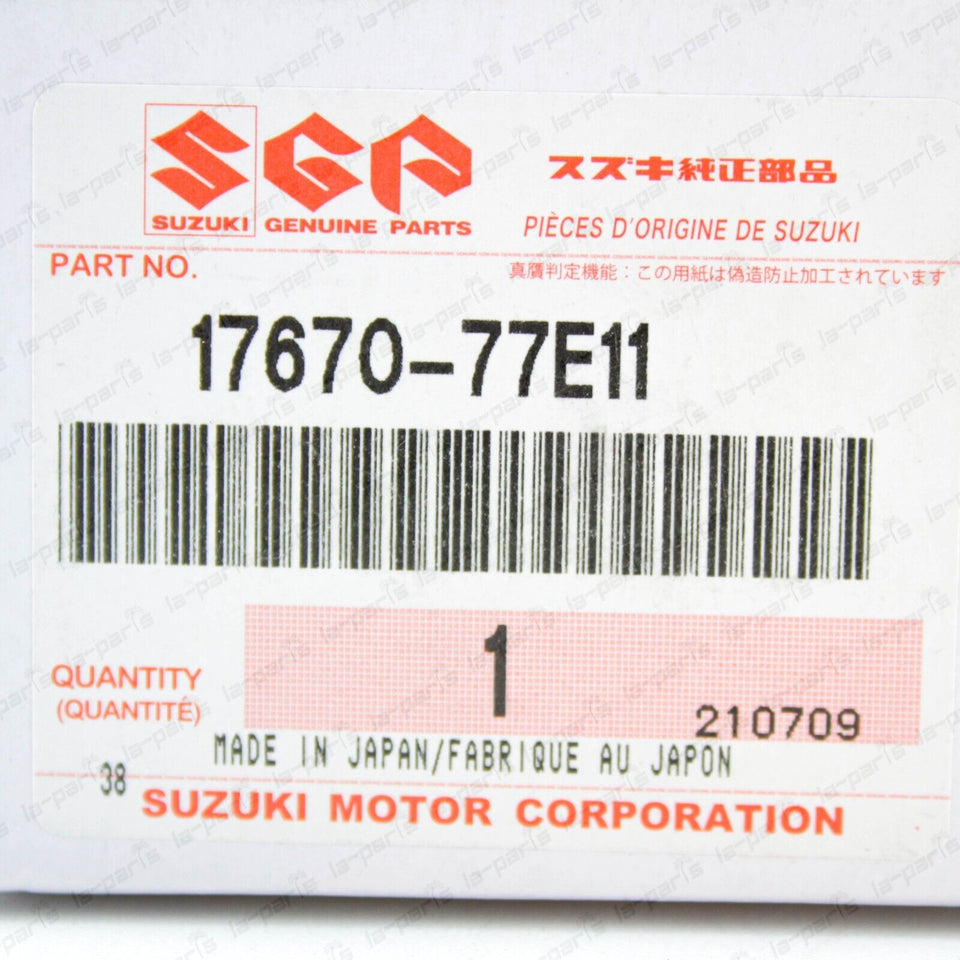 SGP
スズキ純正部品
SUZUKI GENUINE PARTS
PIÈCES D'ORIGINE DE SUZUKI
PART NO.
真贋判定機能：この用紙は偽造防止加工されています
17670-77E11
1
QUANTITY
(QUANTITÉ)
210709
MADE IN JAPAN/FABRIQUE AU JAPON
38
SUZUKI MOTOR CORPORATION
la-parts